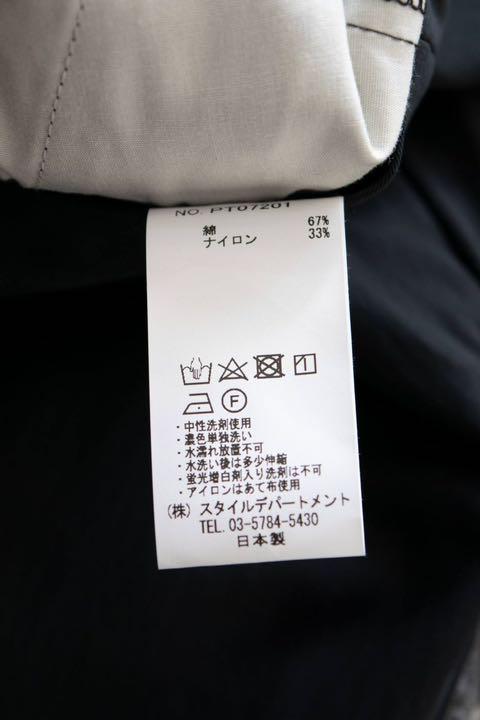 NO. PT07201
綿 67%
ナイロン 33%
F
・中性洗剤使用
・濃色単独洗い
・水濡れ放置不可
・水洗い後は多少伸縮
・蛍光増白剤入り洗剤は不可
・アイロンはあて布使用
(株) スタイルデパートメント
TEL. 03-5784-5430
日本製